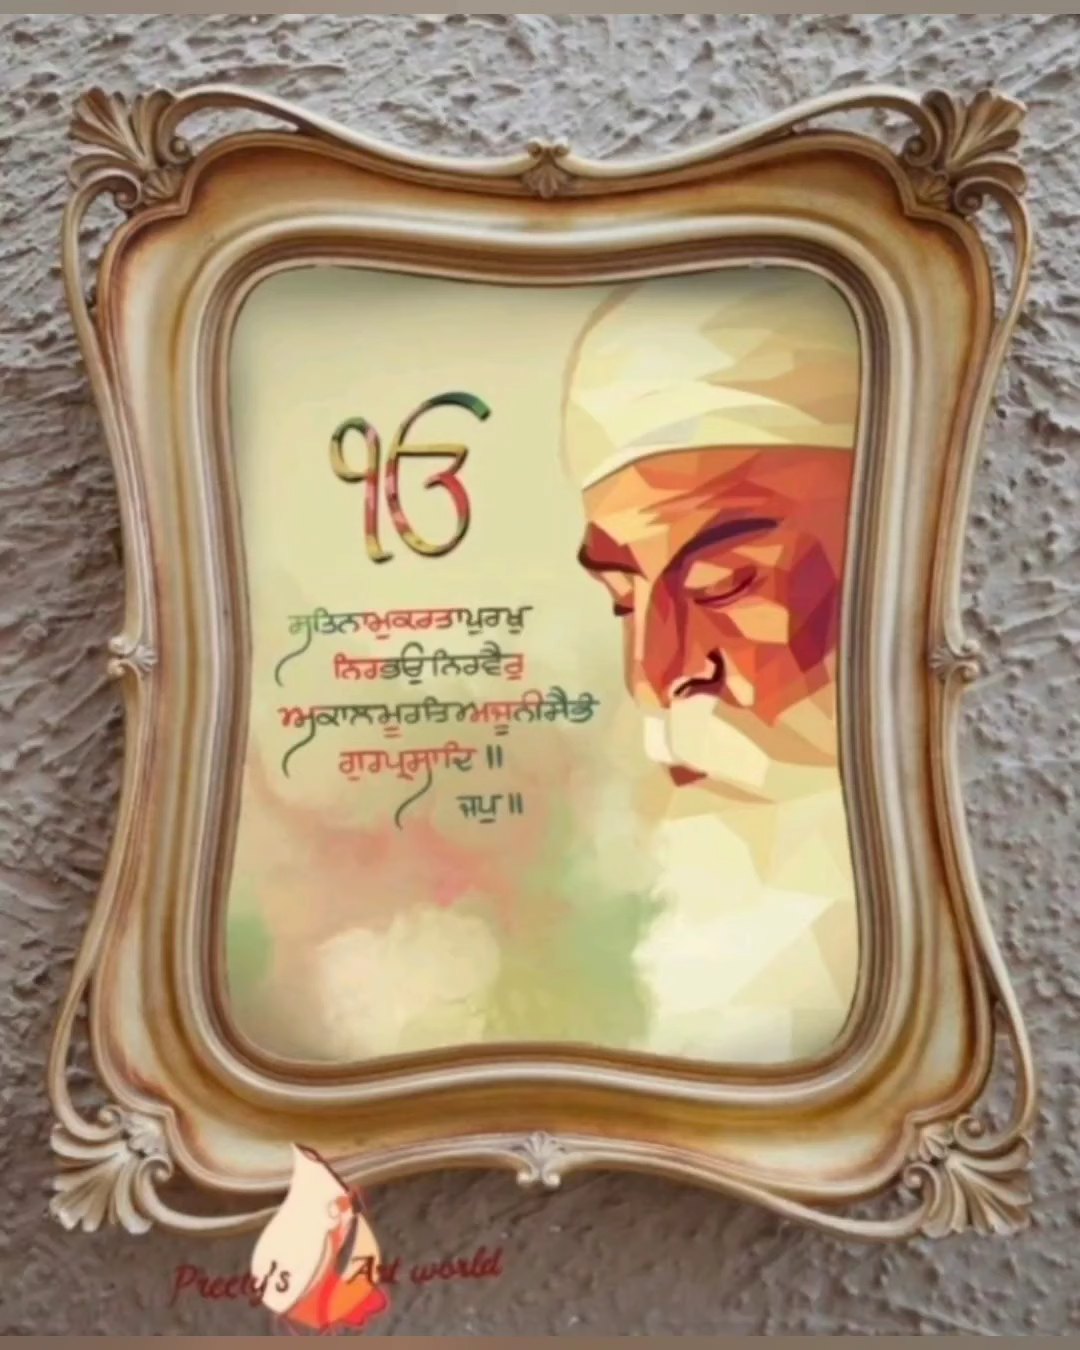 ੴ
ਸਤਿਨਾਮੁਕਰਤਾਪੁਰਖੁ
ਨਿਰਭਉਨਿਰਵੈਰੁ
ਅਕਾਲਮੂਰਤਿਅਜੂਨੀਸੈਭੰ
ਗੁਰਪ੍ਰਸਾਦਿ ॥
ਜਪੁ ॥
Preety's Art world